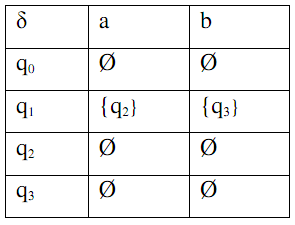 δ a b
q₀ Ø Ø
q₁ {q₂} {q₃}
q₂ Ø Ø
q₃ Ø Ø